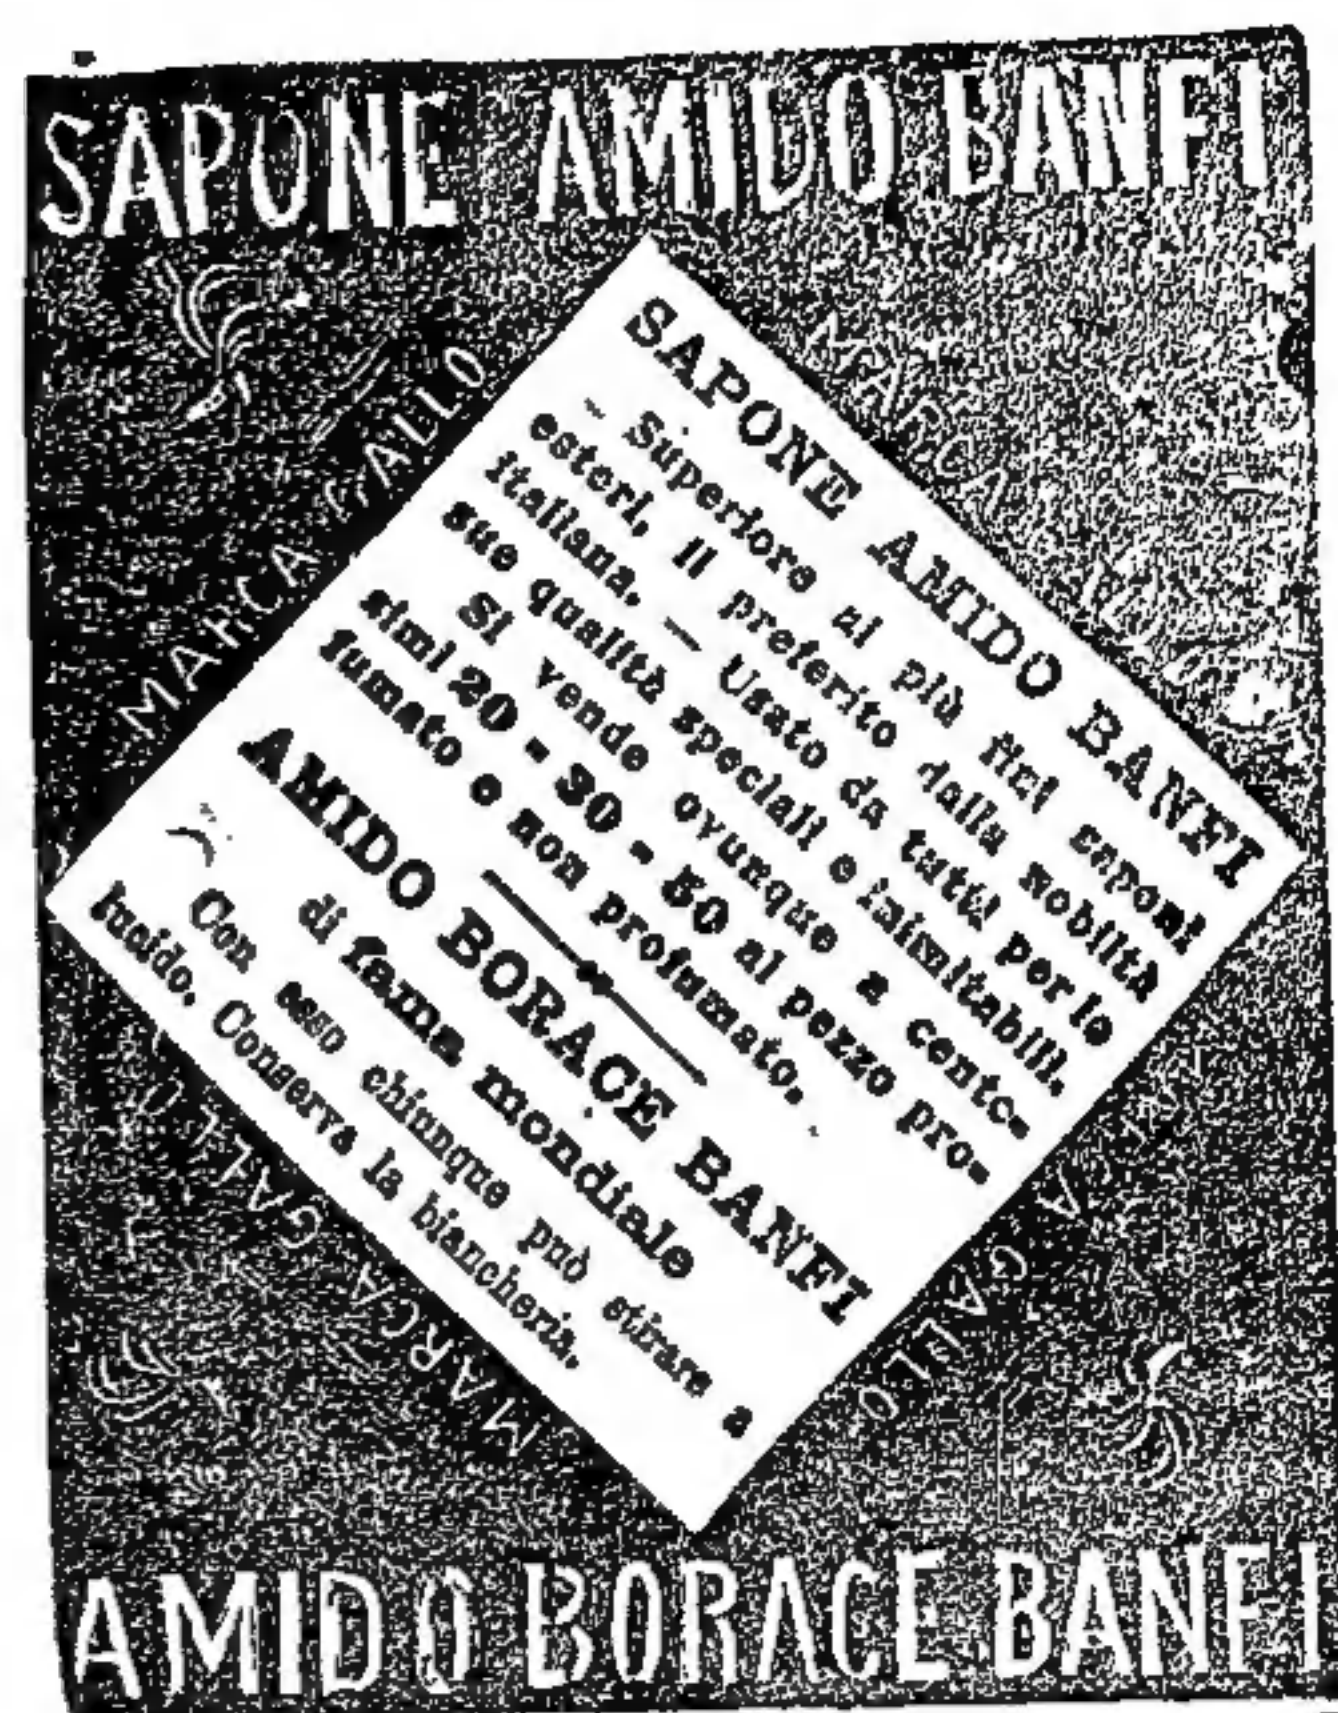 SAPONE AMIDO BANFI
MARCA GALLO
MARCA GALLO
SAPONE AMIDO BANFI
Superiore ai più fini saponi
esteri, il preferito dalla nobiltà
italiana. — Usato da tutti per le
sue qualità speciali e inimitabili.
Si vende ovunque a cente-
simi 20 - 30 - 50 al pezzo pro-
fumato e non profumato.
AMIDO BORACE BANFI
di fama mondiale
Con esso chiunque può stirare a
lucido. Conserva la biancheria.
MARCA GALLO
GALLO
AMIDO BORACE BANFI